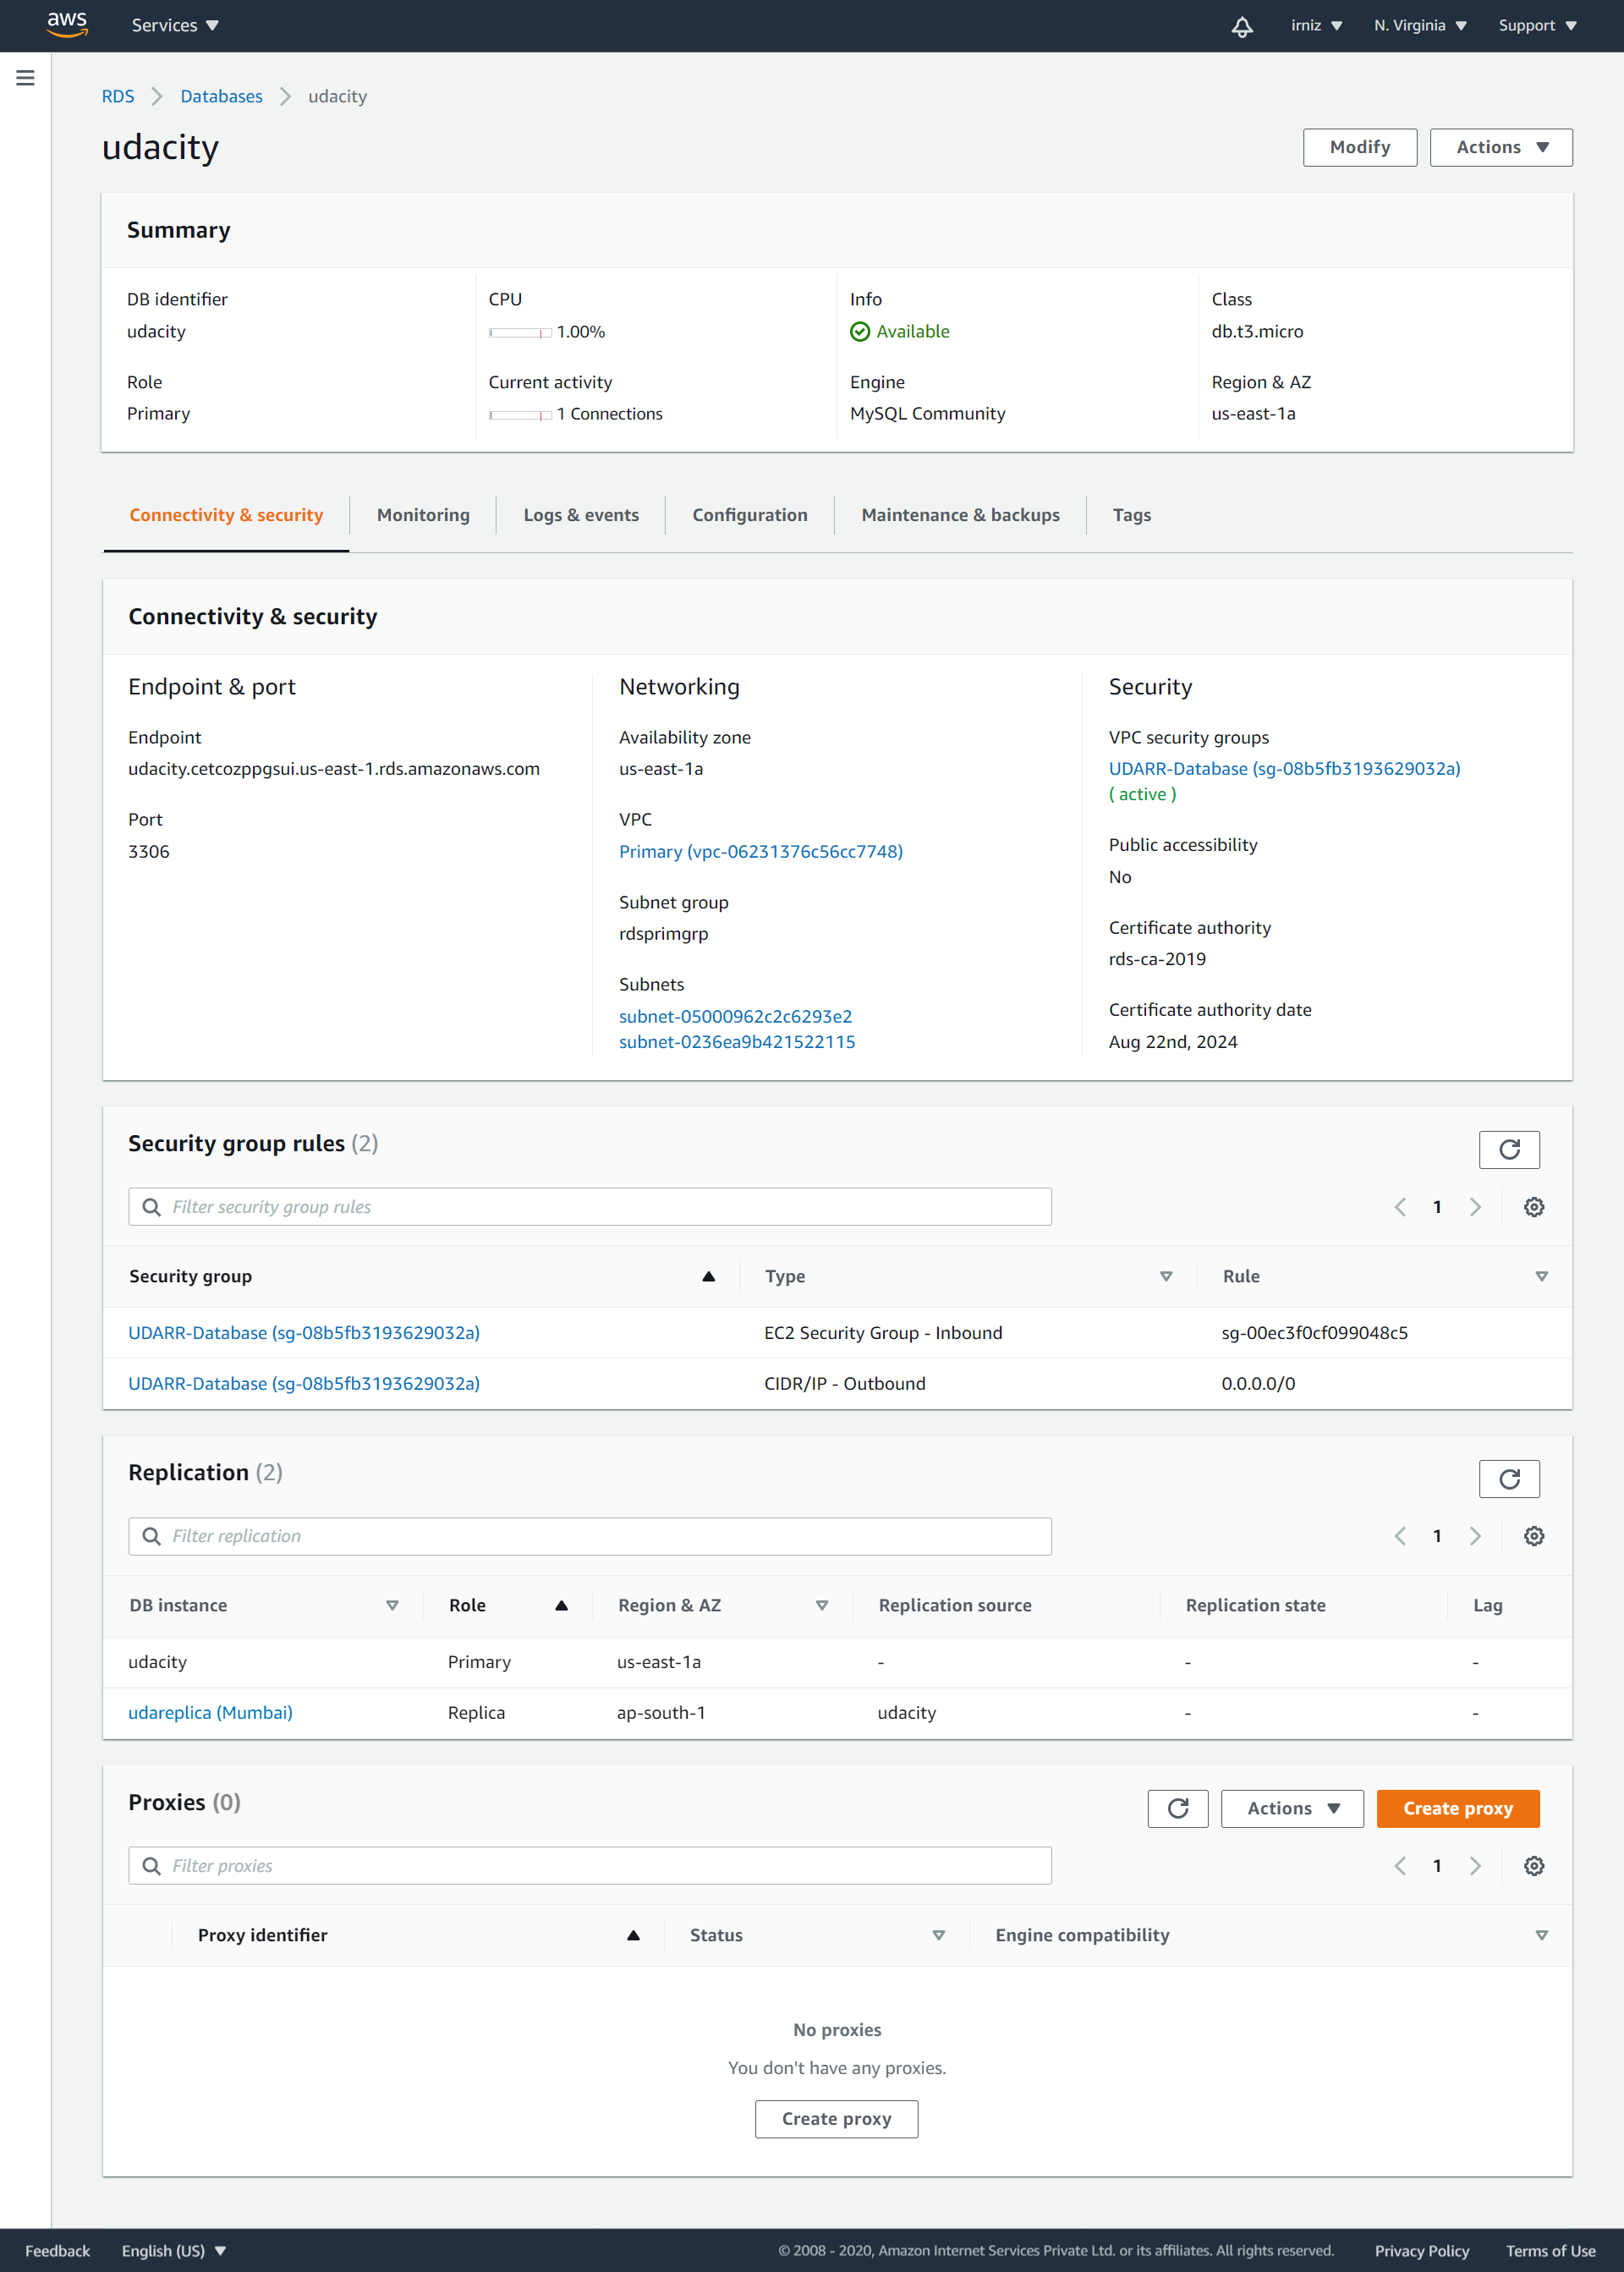 aws Services irniz N. Virginia Support
RDS Databases udacity
udacity Modify Actions
Summary
DB identifier CPU Info Class
udacity 1.00% Available db.t3.micro
Role Current activity Engine Region & AZ
Primary 1 Connections MySQL Community us-east-1a
Connectivity & security Monitoring Logs & events Configuration Maintenance & backups Tags
Connectivity & security
Endpoint & port
Endpoint
udacity.cetcozppgsui.us-east-1.rds.amazonaws.com
Port
3306
Networking
Availability zone
us-east-1a
VPC
Primary (vpc-06231376c56cc7748)
Subnet group
rdsprimgrp
Subnets
subnet-05000962c2c6293e2
subnet-0236ea9b421522115
Security
VPC security groups
UDARR-Database (sg-08b5fb3193629032a)
( active )
Public accessibility
No
Certificate authority
rds-ca-2019
Certificate authority date
Aug 22nd, 2024
Security group rules (2)
Filter security group rules 1
Security group Type Rule
UDARR-Database (sg-08b5fb3193629032a) EC2 Security Group - Inbound sg-00ec3f0cf099048c5
UDARR-Database (sg-08b5fb3193629032a) CIDR/IP - Outbound 0.0.0.0/0
Replication (2)
Filter replication 1
DB instance Role Region & AZ Replication source Replication state Lag
udacity Primary us-east-1a - - -
udareplica (Mumbai) Replica ap-south-1 udacity - -
Proxies (0) Actions Create proxy
Filter proxies 1
Proxy identifier Status Engine compatibility
No proxies
You don't have any proxies.
Create proxy
Feedback English (US) © 2008 - 2020, Amazon Internet Services Private Ltd. or its affiliates. All rights reserved. Privacy Policy Terms of Use